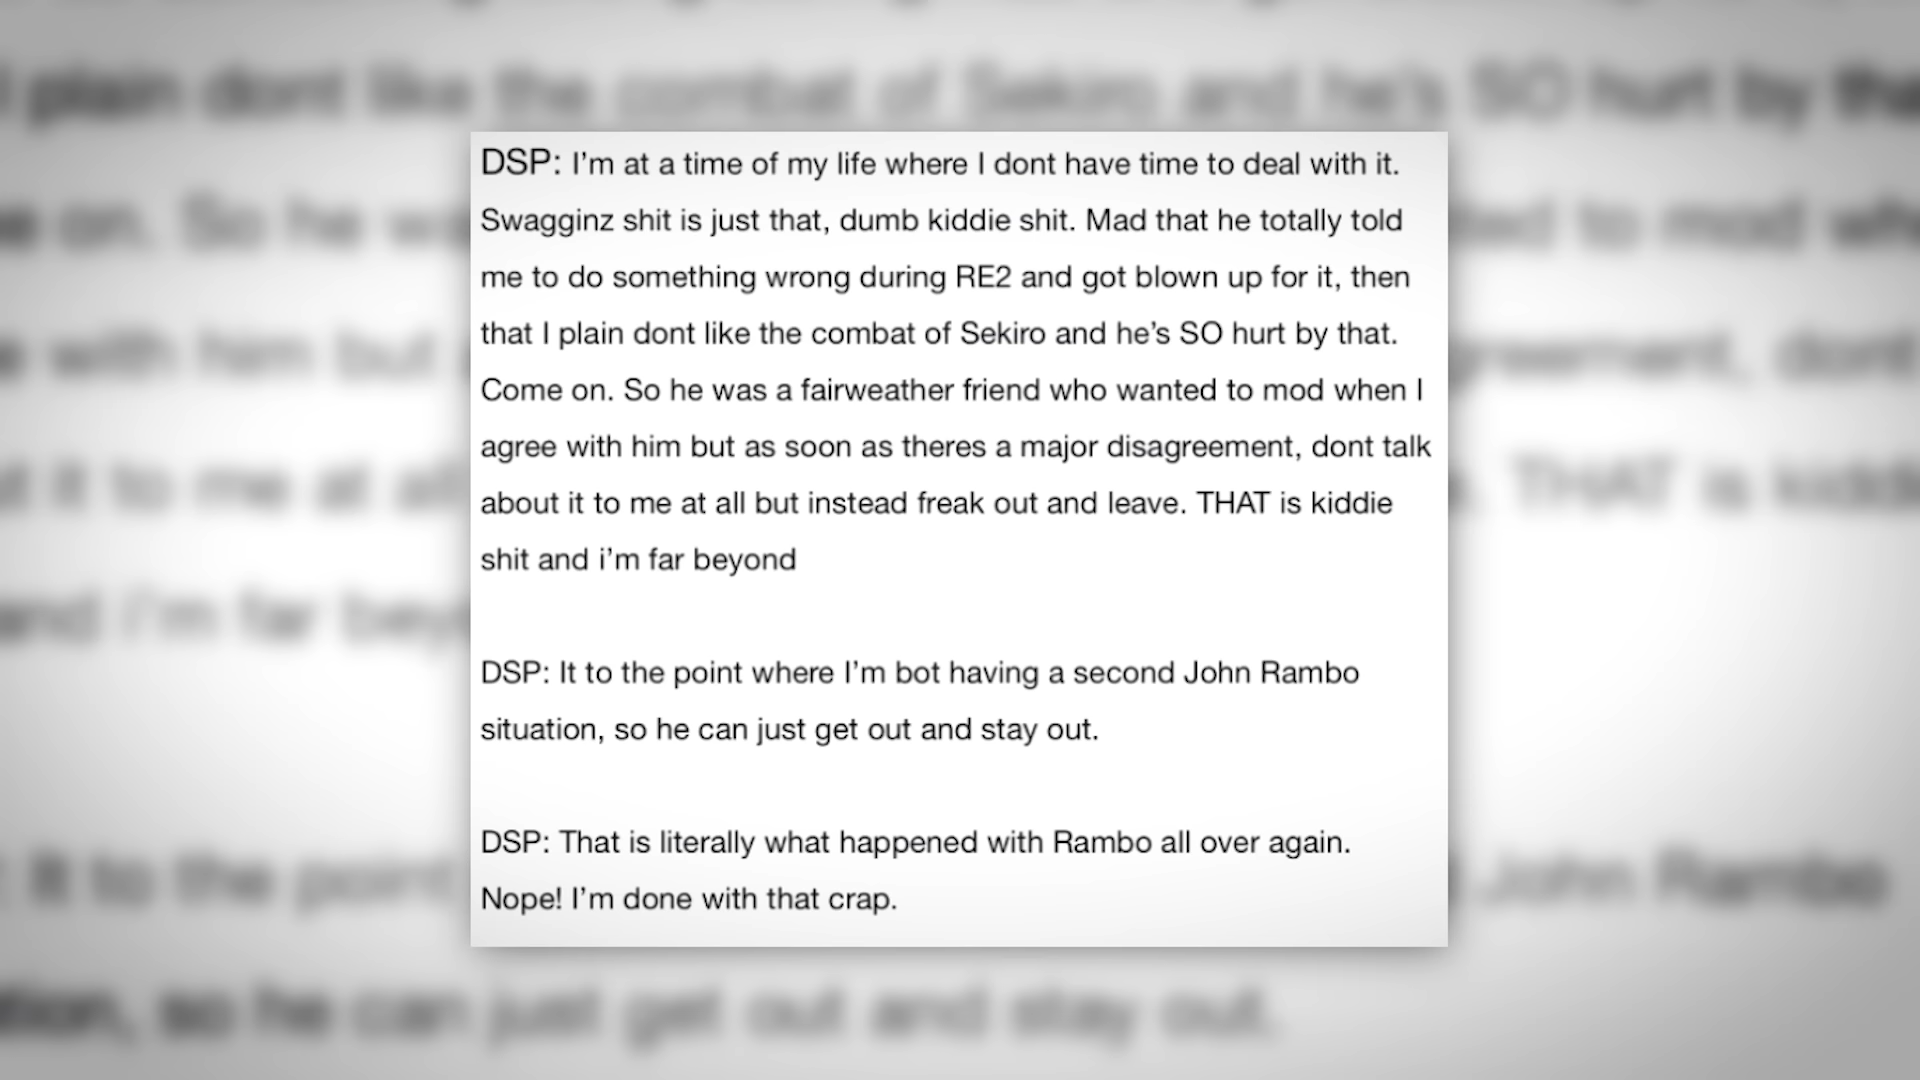 DSP: I'm at a time of my life where I dont have time to deal with it.
Swagginz shit is just that, dumb kiddie shit. Mad that he totally told
me to do something wrong during RE2 and got blown up for it, then
that I plain dont like the combat of Sekiro and he's SO hurt by that.
Come on. So he was a fairweather friend who wanted to mod when I
agree with him but as soon as theres a major disagreement, dont talk
about it to me at all but instead freak out and leave. THAT is kiddie
shit and i'm far beyond
DSP: It to the point where I'm bot having a second John Rambo
situation, so he can just get out and stay out.
DSP: That is literally what happened with Rambo all over again.
Nope! I'm done with that crap.